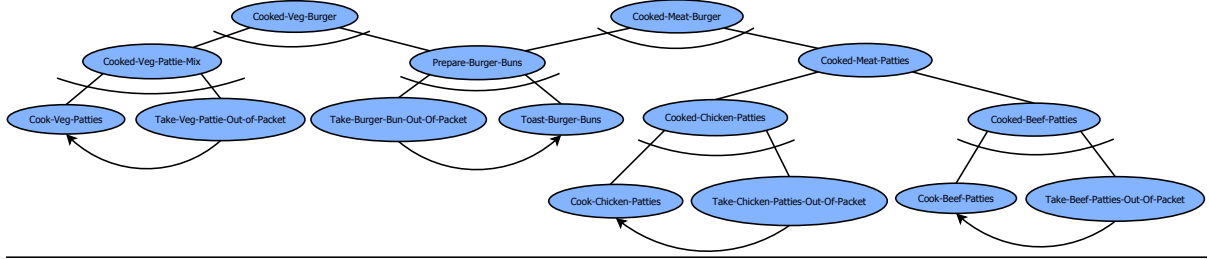 Cooked-Veg-Burger
Cooked-Meat-Burger
Cooked-Veg-Pattie-Mix
Prepare-Burger-Buns
Cooked-Meat-Patties
Cook-Veg-Patties
Take-Veg-Pattie-Out-of-Packet
Take-Burger-Bun-Out-Of-Packet
Toast-Burger-Buns
Cooked-Chicken-Patties
Cooked-Beef-Patties
Cook-Chicken-Patties
Take-Chicken-Patties-Out-Of-Packet
Cook-Beef-Patties
Take-Beef-Patties-Out-Of-Packet